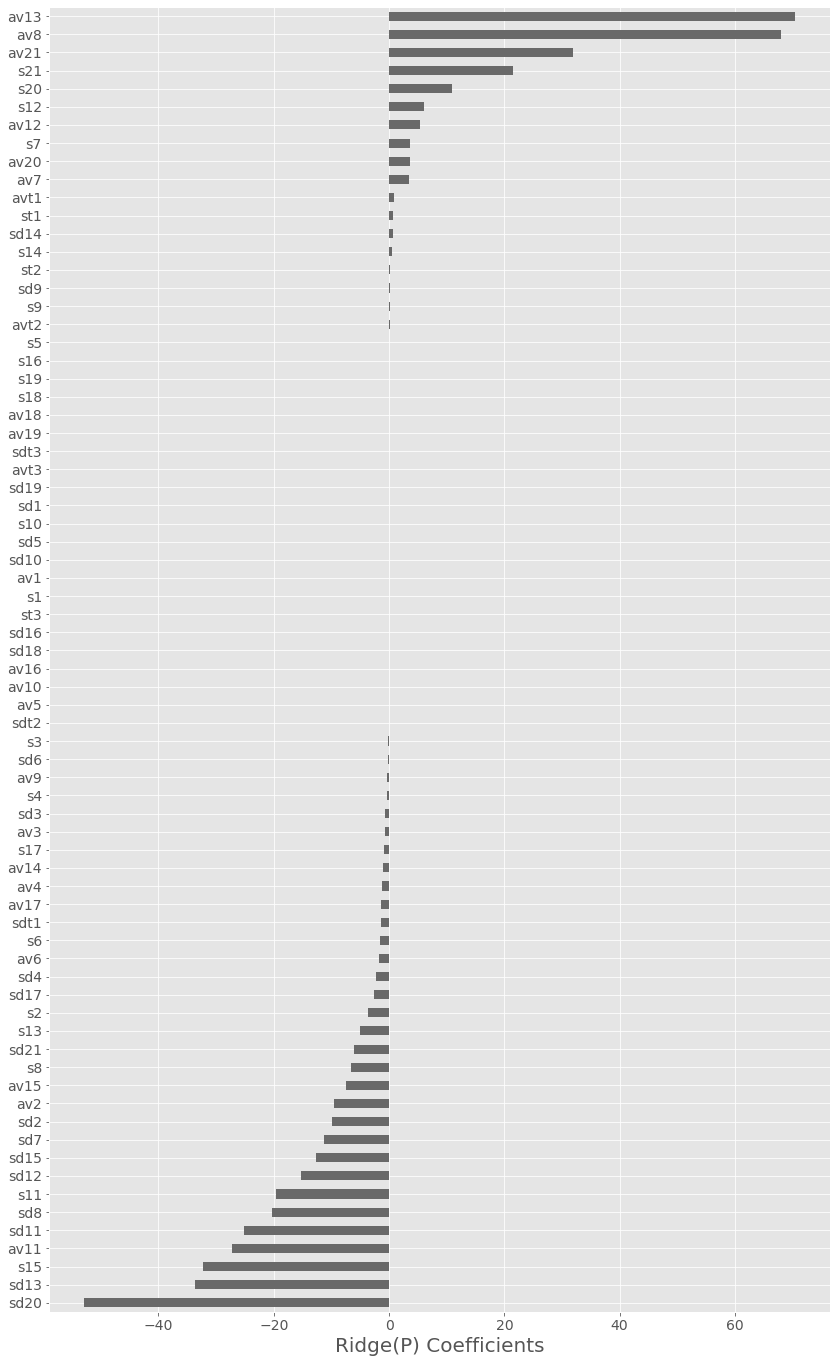 av13
av8
av21
s21
s20
s12
av12
s7
av20
av7
avt1
st1
sd14
s14
st2
sd9
s9
avt2
s5
s16
s19
s18
av18
av19
sdt3
avt3
sd19
sd1
s10
sd5
sd10
av1
s1
st3
sd16
sd18
av16
av10
av5
sdt2
s3
sd6
av9
s4
sd3
av3
s17
av14
av4
av17
sdt1
s6
av6
sd4
sd17
s2
s13
sd21
s8
av15
av2
sd2
sd7
sd15
sd12
s11
sd8
sd11
av11
s15
sd13
sd20
−40 −20 0 20 40 60
Ridge(P) Coefficients